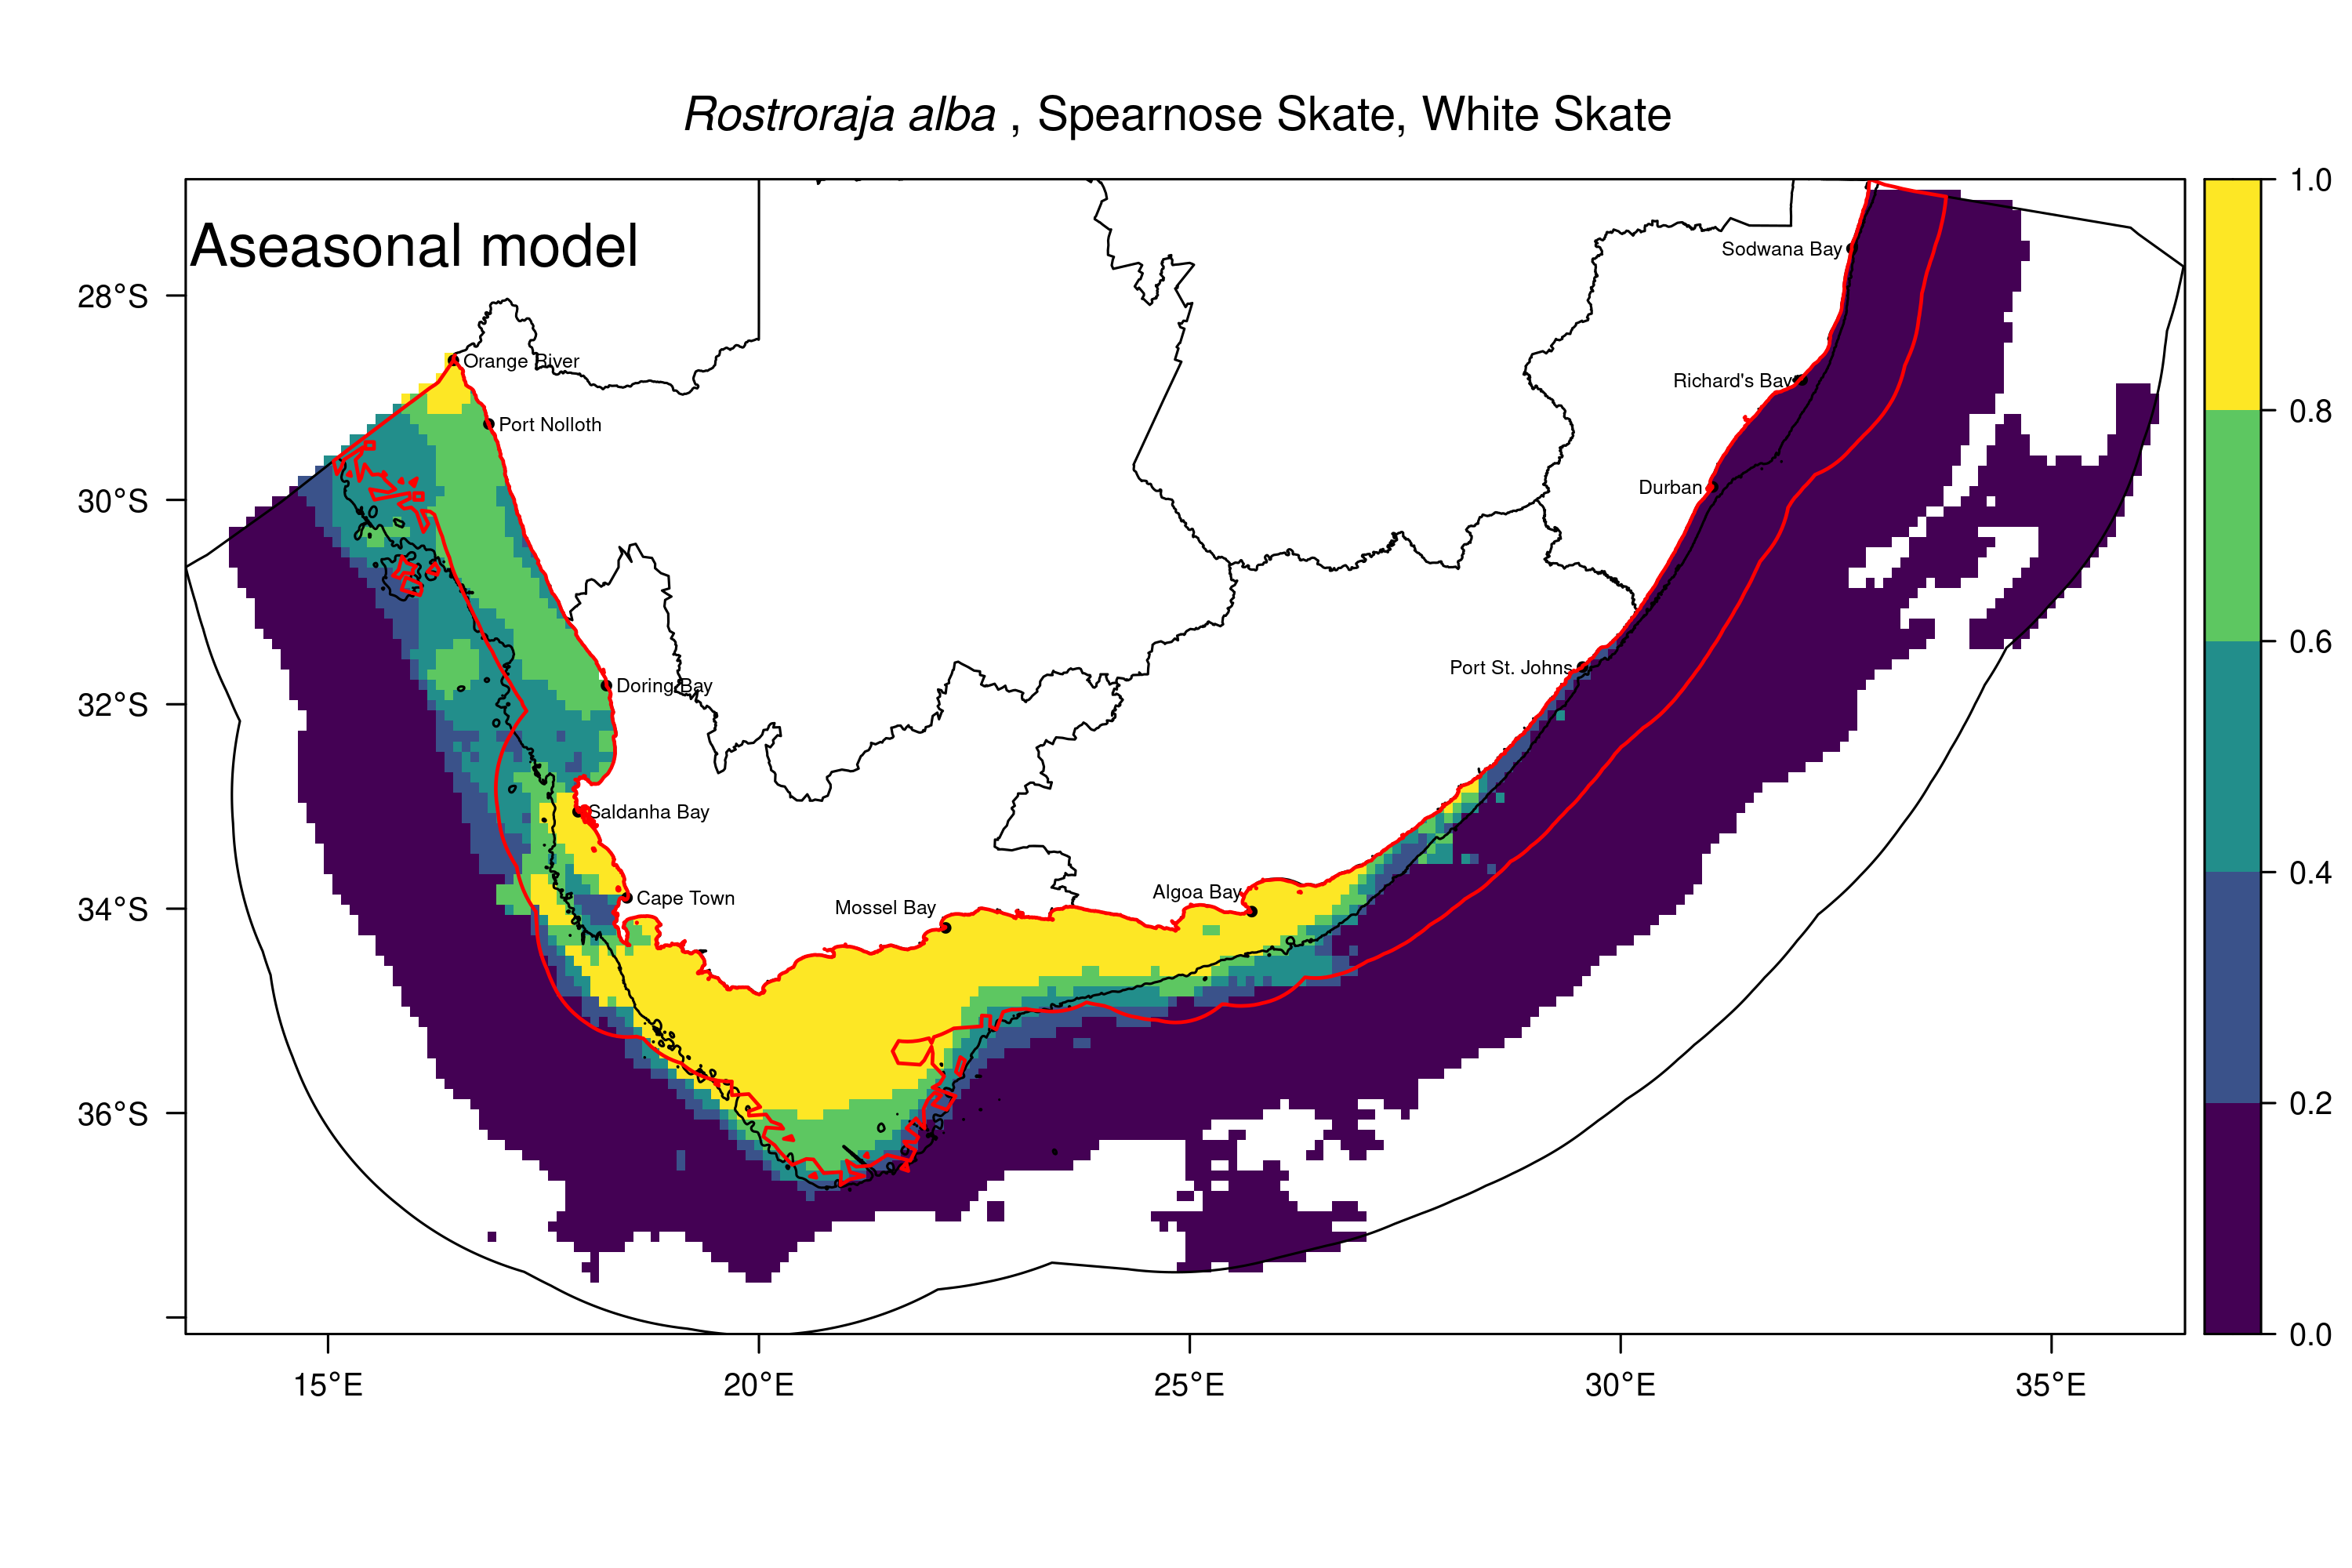 Rostroraja alba , Spearnose Skate, White Skate
Aseasonal model
1.0
0.8
0.6
0.4
0.2
0.0
28°S
30°S
32°S
34°S
36°S
Sodwana Bay
Orange River
Richard's Bay
Port Nolloth
Durban
Port St. Johns
Doring Bay
Saldanha Bay
Algoa Bay
Cape Town
Mossel Bay
15°E
20°E
25°E
30°E
35°E